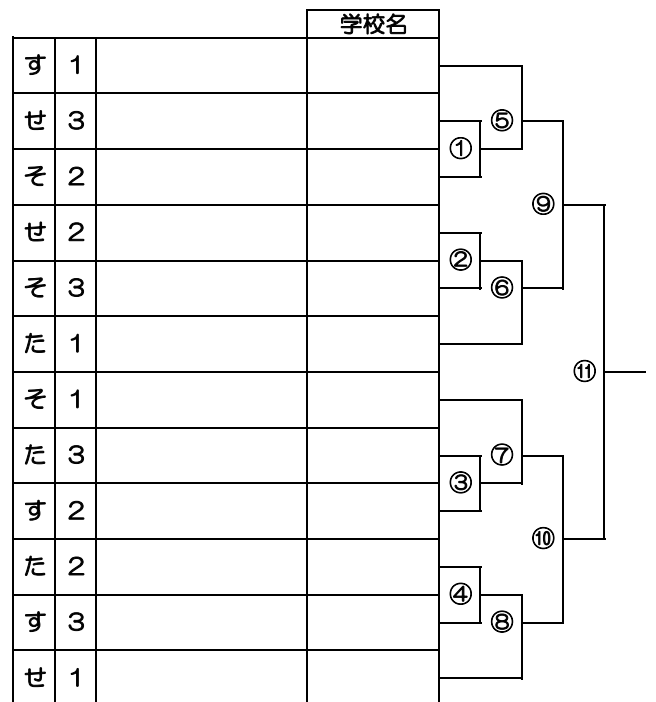 学校名
す 1
せ 3 ⑤
①
そ 2
⑨
せ 2
②
そ 3 ⑥
た 1
⑪
そ 1
た 3 ⑦
③
す 2
⑩
た 2
④
す 3 ⑧
せ 1